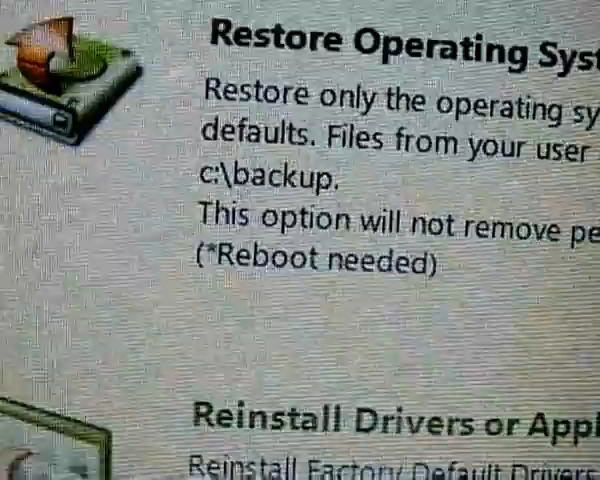 Restore Operating Syst
Restore only the operating sy
defaults. Files from your user
c:\backup.
This option will not remove pe
(*Reboot needed)
Reinstall Drivers or Appl
Reinstall Factory Default Drivers